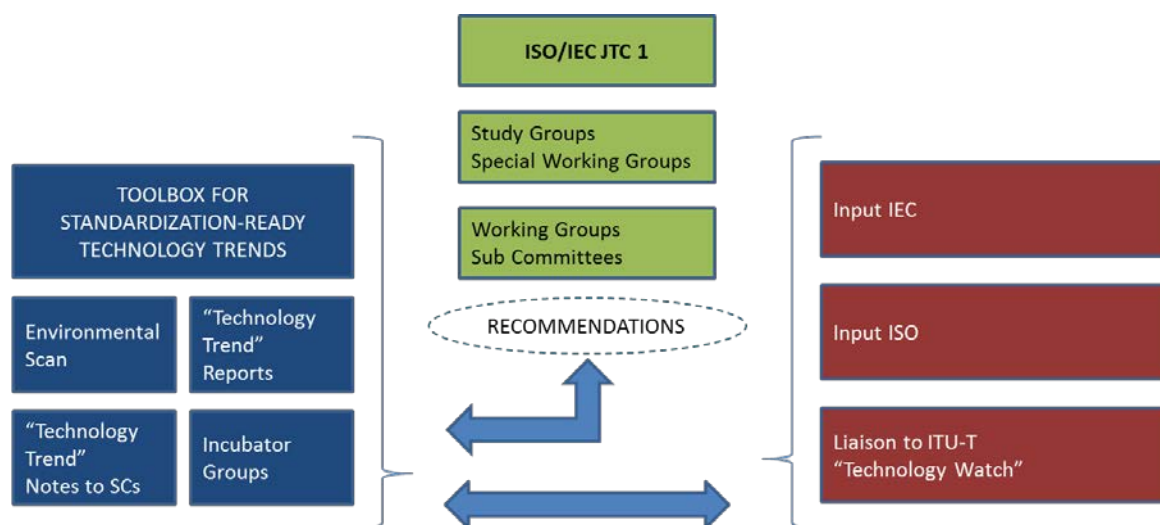 ISO/IEC JTC 1
Study Groups
Special Working Groups
Working Groups
Sub Committees
RECOMMENDATIONS
TOOLBOX FOR
STANDARDIZATION-READY
TECHNOLOGY TRENDS
Environmental
Scan
“Technology
Trend”
Reports
“Technology
Trend”
Notes to SCs
Incubator
Groups
Input IEC
Input ISO
Liaison to ITU-T
“Technology Watch”